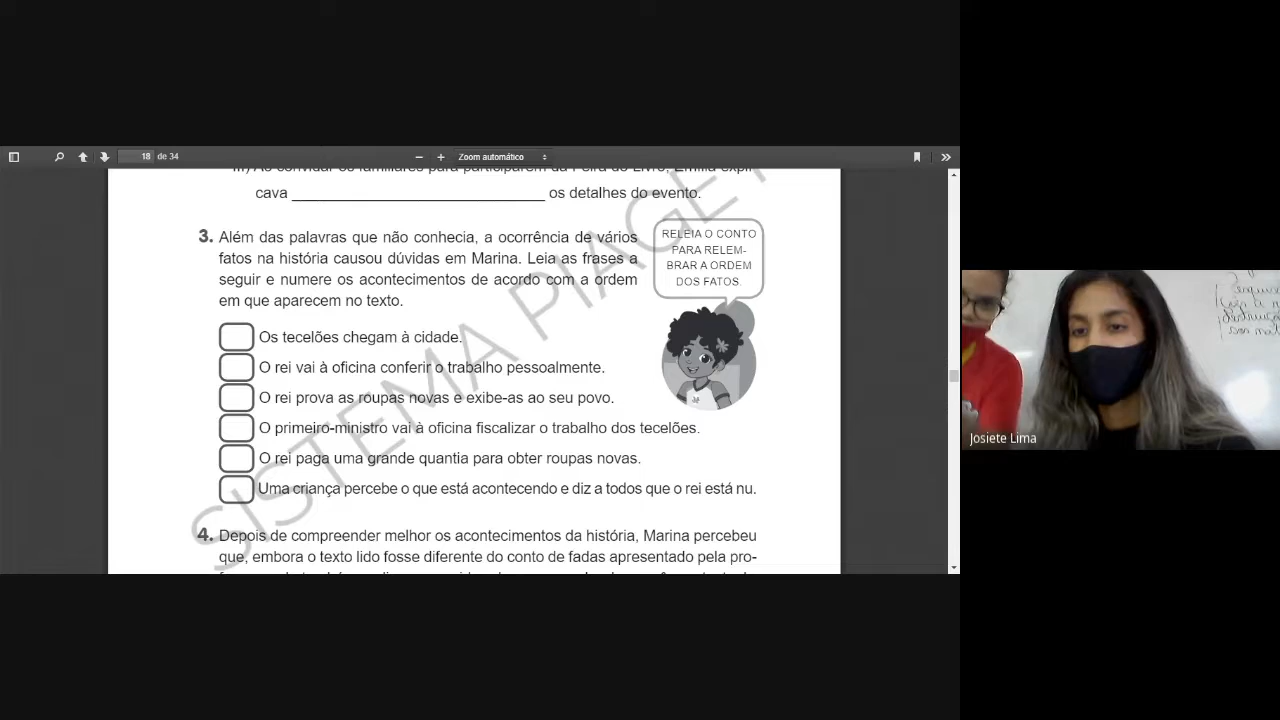 18 de 34
Zoom automático
cava ______ os detalhes do evento.
3. Além das palavras que não conhecia, a ocorrência de vários
fatos na história causou dúvidas em Marina. Leia as frases a
seguir e numere os acontecimentos de acordo com a ordem
em que aparecem no texto.
RELEIA O CONTO
PARA RELEM-
BRAR A ORDEM
DOS FATOS.
Os tecelões chegam à cidade.
O rei vai à oficina conferir o trabalho pessoalmente.
O rei prova as roupas novas e exibe-as ao seu povo.
O primeiro-ministro vai à oficina fiscalizar o trabalho dos tecelões.
O rei paga uma grande quantia para obter roupas novas.
Uma criança percebe o que está acontecendo e diz a todos que o rei está nu.
4. Depois de compreender melhor os acontecimentos da história, Marina percebeu
que, embora o texto lido fosse diferente do conto de fadas apresentado pela pro-
SISTEMA PIAGET
Josiete Lima